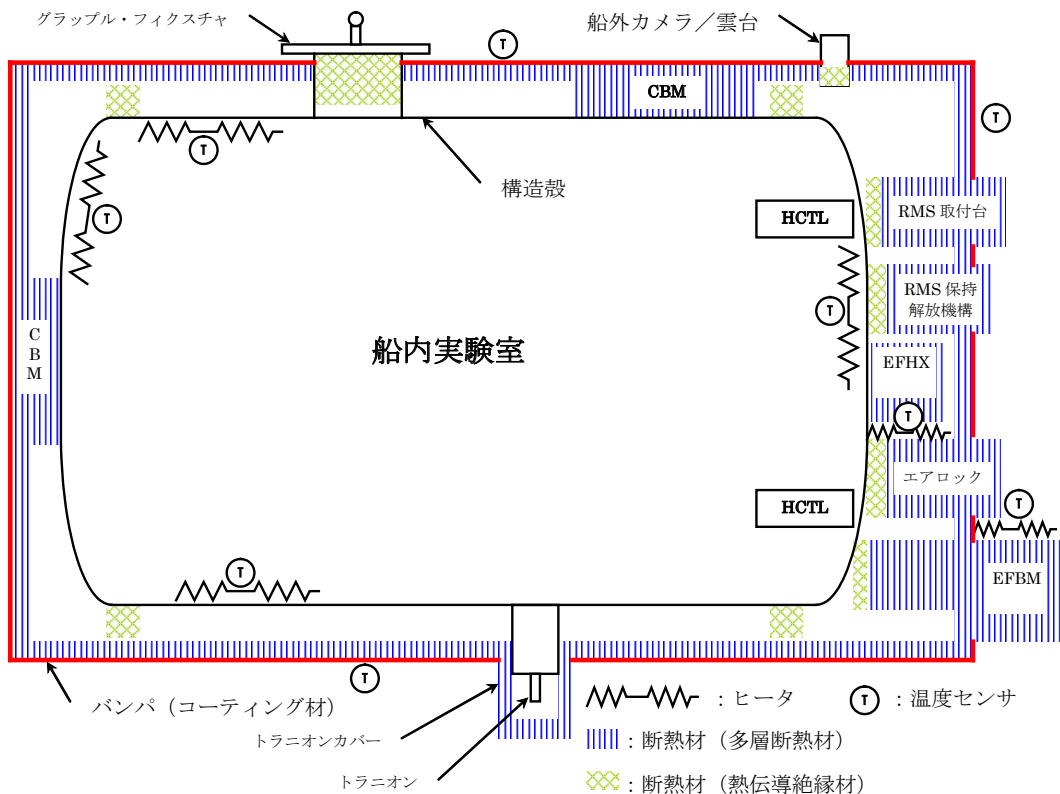 グラップル・フィクスチャ
船外カメラ／雲台
T
CBM
T
T
構造殻
T
HCTL
RMS 取付台
RMS 保持
解放機構
T
C
B
M
船内実験室
EFHX
T
エアロック
HCTL
T
T
EFBM
T
バンパ（コーティング材）
：ヒータ
T
：温度センサ
トラニオンカバー
：断熱材（多層断熱材）
トラニオン
：断熱材（熱伝導絶縁材）